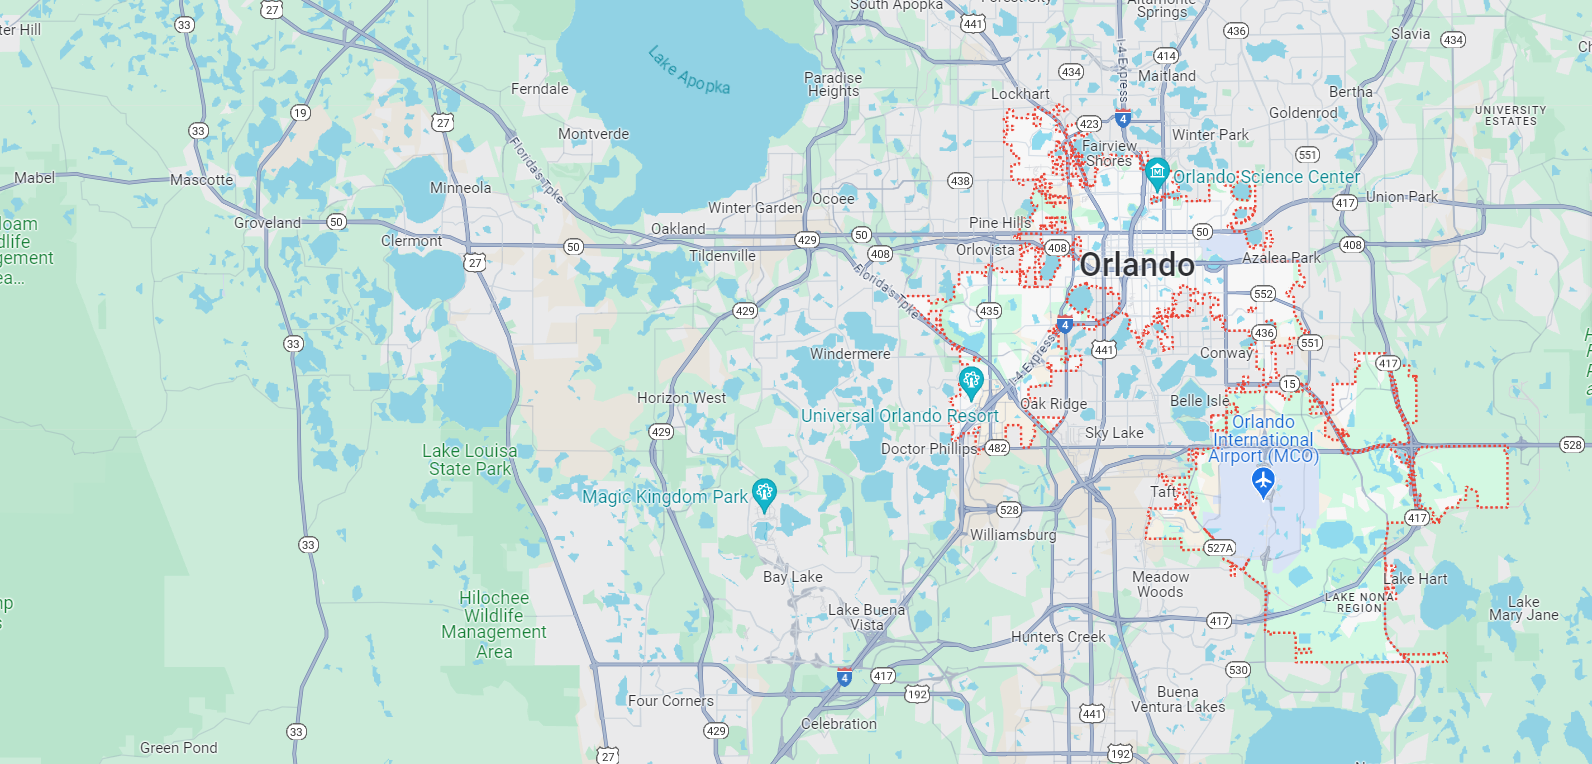 South Apopka
Forest City
Altamonte
Springs
ter Hill
33
27
441
436
Slavia
434
414
I-4 Express
434
Maitland
Lake Apopka
Paradise
Heights
Ferndale
Lockhart
Bertha
Goldenrod
UNIVERSITY
ESTATES
19
27
33
Montverde
423
4
Winter Park
Fairview
Shores
551
Florida's Tpke
Mabel
Mascotte
Minneola
438
Orlando Science Center
Ocoee
Winter Garden
417
Union Park
Groveland
50
Oakland
Pine Hills
50
Clermont
50
Tildenville
429
50
408
Orlovista
408
408
Azalea Park
loam
dlife
gement
ea...
27
Orlando
Florida's Tpke
429
435
552
4
436
33
441
551
Windermere
Conway
I-4 Express
417
15
Horizon West
Universal Orlando Resort
Oak Ridge
Belle Isle
429
Sky Lake
Orlando
International
Airport (MCO)
Lake Louisa
State Park
Doctor Phillips
482
528
Magic Kingdom Park
Taft
528
417
33
Williamsburg
527A
Bay Lake
Meadow
Woods
Lake Hart
Hilochee
Wildlife
Management
Area
Lake Buena
Vista
LAKE NONA
REGION
Lake
Mary Jane
417
Hunters Creek
4
417
530
192
Four Corners
Buena
Ventura Lakes
Celebration
441
33
429
Green Pond
27
192